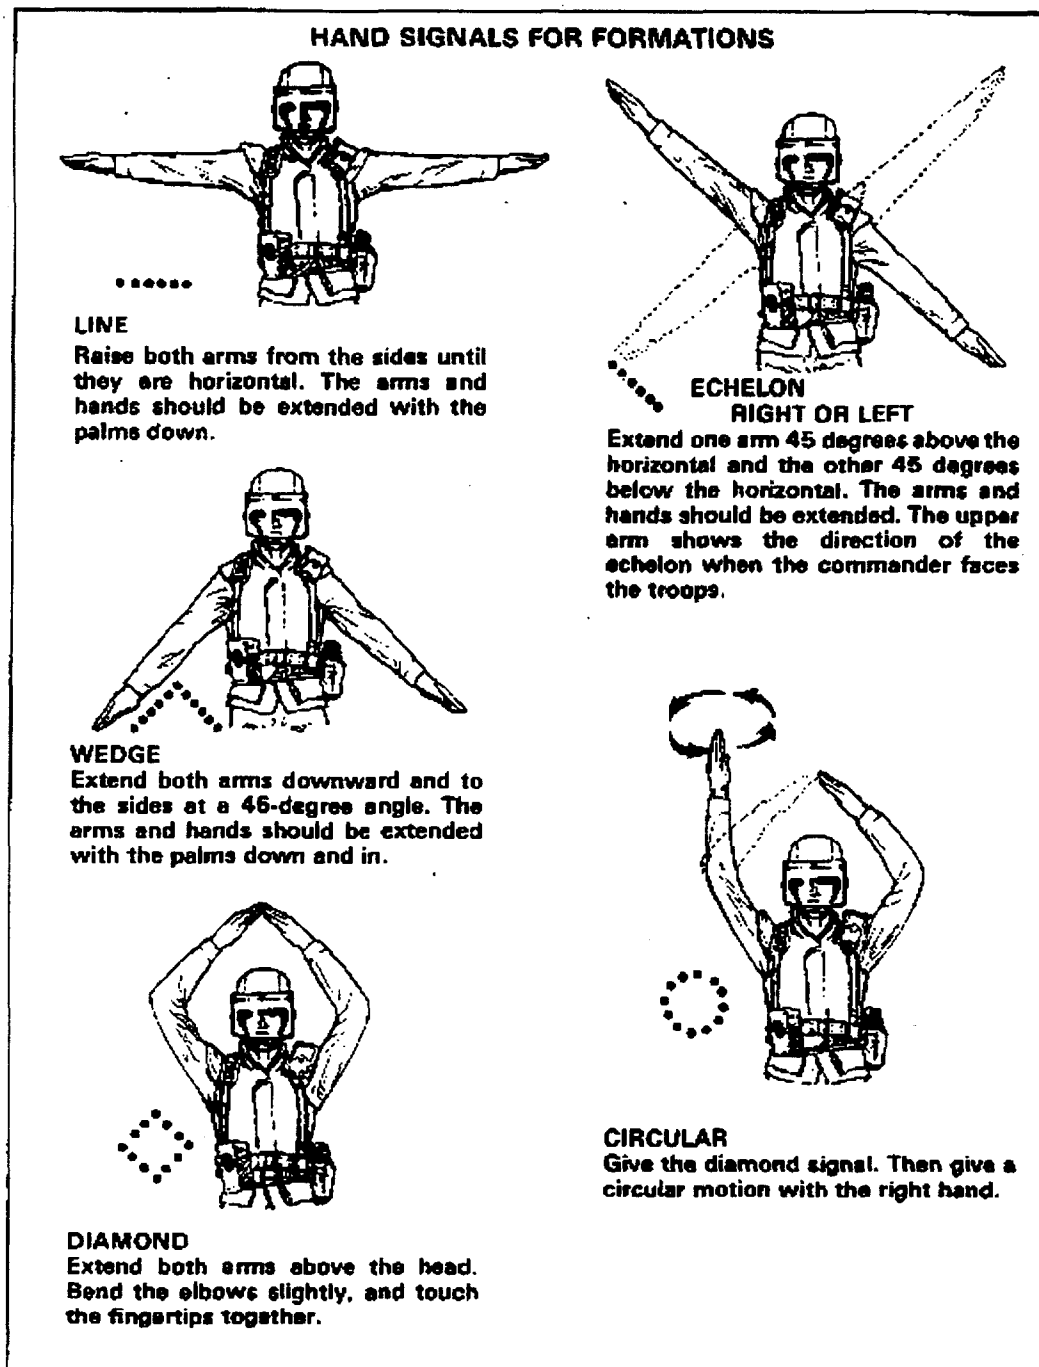 HAND SIGNALS FOR FORMATIONS
LINE
Raise both arms from the sides until
they are horizontal. The arms and
hands should be extended with the
palms down.
ECHELON
RIGHT OR LEFT
Extend one arm 45 degrees above the
horizontal and the other 45 degrees
below the horizontal. The arms and
hands should be extended. The upper
arm shows the direction of the
echelon when the commander faces
the troops.
WEDGE
Extend both arms downward and to
the sides at a 45-degree angle. The
arms and hands should be extended
with the palms down and in.
CIRCULAR
Give the diamond signal. Then give a
circular motion with the right hand.
DIAMOND
Extend both arms above the head.
Bend the elbows slightly, and touch
the fingertips together.